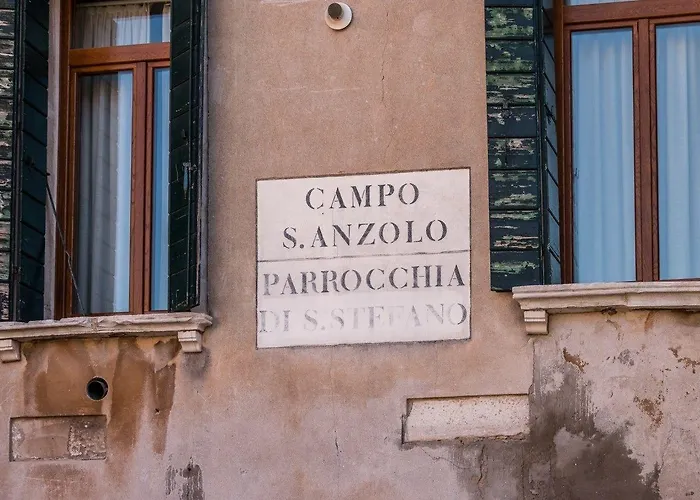 CAMPO
S. ANZOLO
PARROCCHIA
DI S. STEFANO